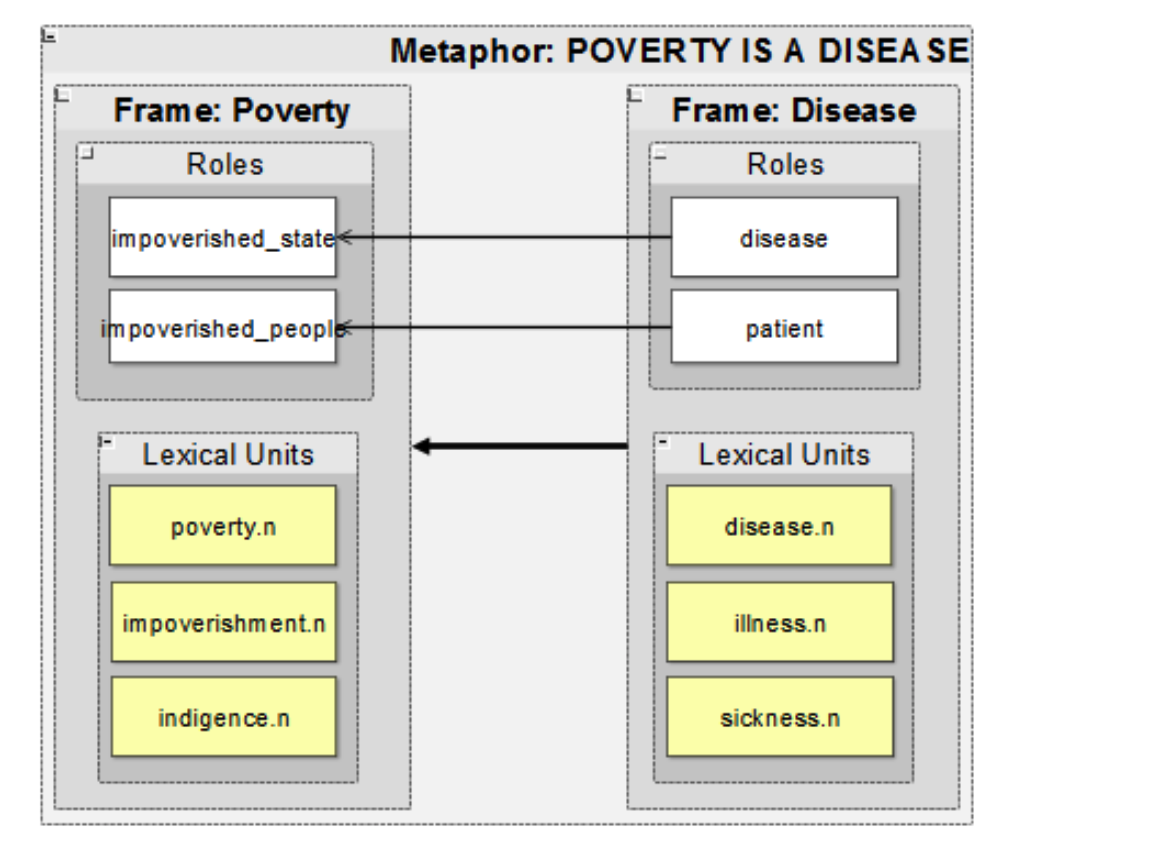 Metaphor: POVERTY IS A DISEASE
Frame: Poverty
Roles
impoverished_state
impoverished_people
Lexical Units
poverty.n
impoverishment.n
indigence.n
Frame: Disease
Roles
disease
patient
Lexical Units
disease.n
illness.n
sickness.n